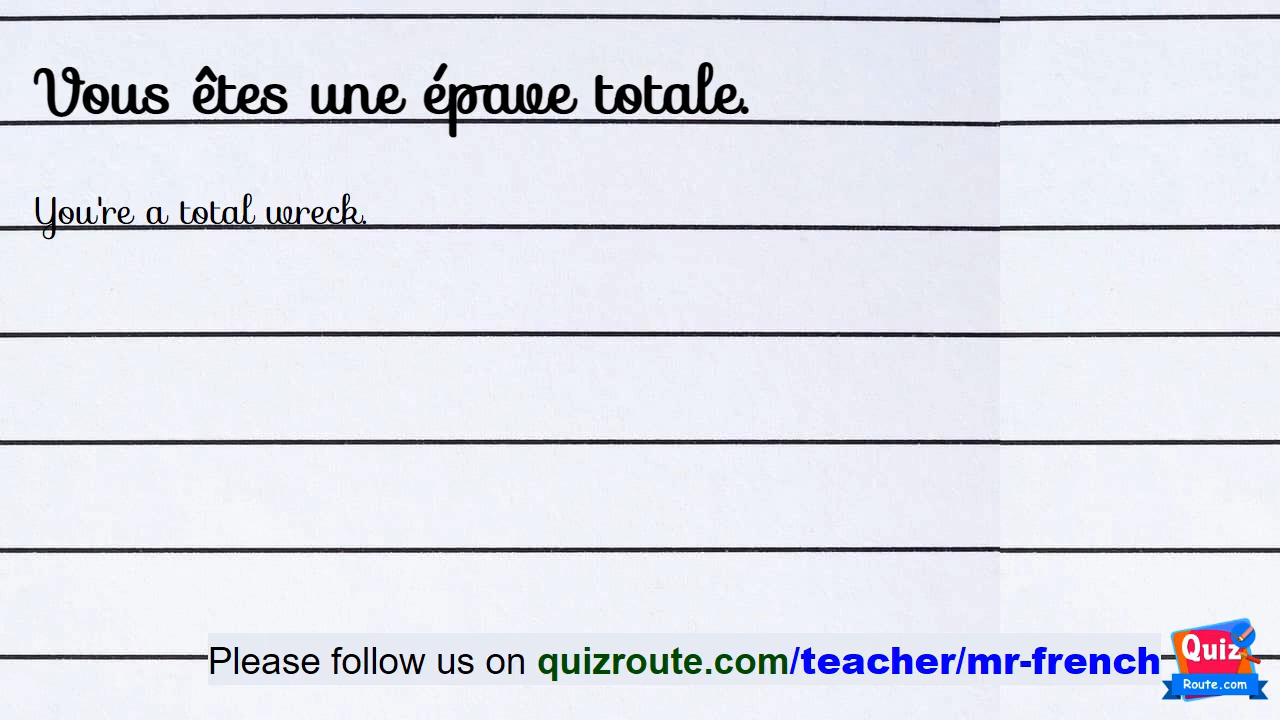 Vous êtes une épave totale.
You're a total wreck.
Please follow us on quizroute.com/teacher/mr-french
Quiz
Route.com